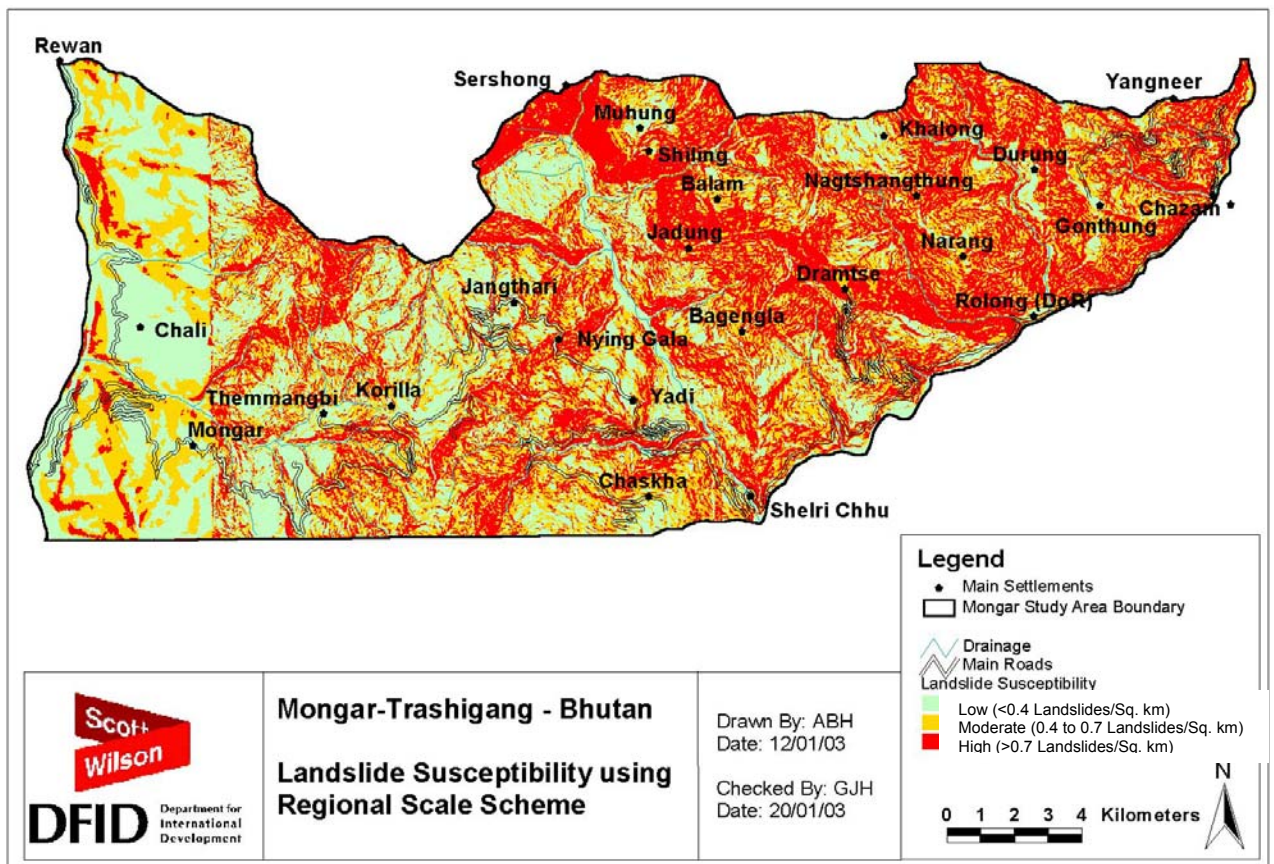 Rewan
Sershong
Yangneer
Muhung
Khalong
Shiling
Durung
Balam
Nagtshangthung
Chazam
Gonthung
Jadung
Narang
Dramtse
Jangthari
Rolong (DoR)
Bagengla
Chali
Nying Gala
Themmangbi
Korilla
Yadi
Mongar
Chaskha
Shelri Chhu
Legend
Main Settlements
Mongar Study Area Boundary
Drainage
Main Roads
Landslide Susceptibility
Low (<0.4 Landslides/Sq. km)
Moderate (0.4 to 0.7 Landslides/Sq. km)
High (>0.7 Landslides/Sq. km)
N
0 1 2 3 4 Kilometers
Scott
Wilson
DFID
Department for
International
Development
Mongar-Trashigang - Bhutan
Landslide Susceptibility using
Regional Scale Scheme
Drawn By: ABH
Date: 12/01/03
Checked By: GJH
Date: 20/01/03